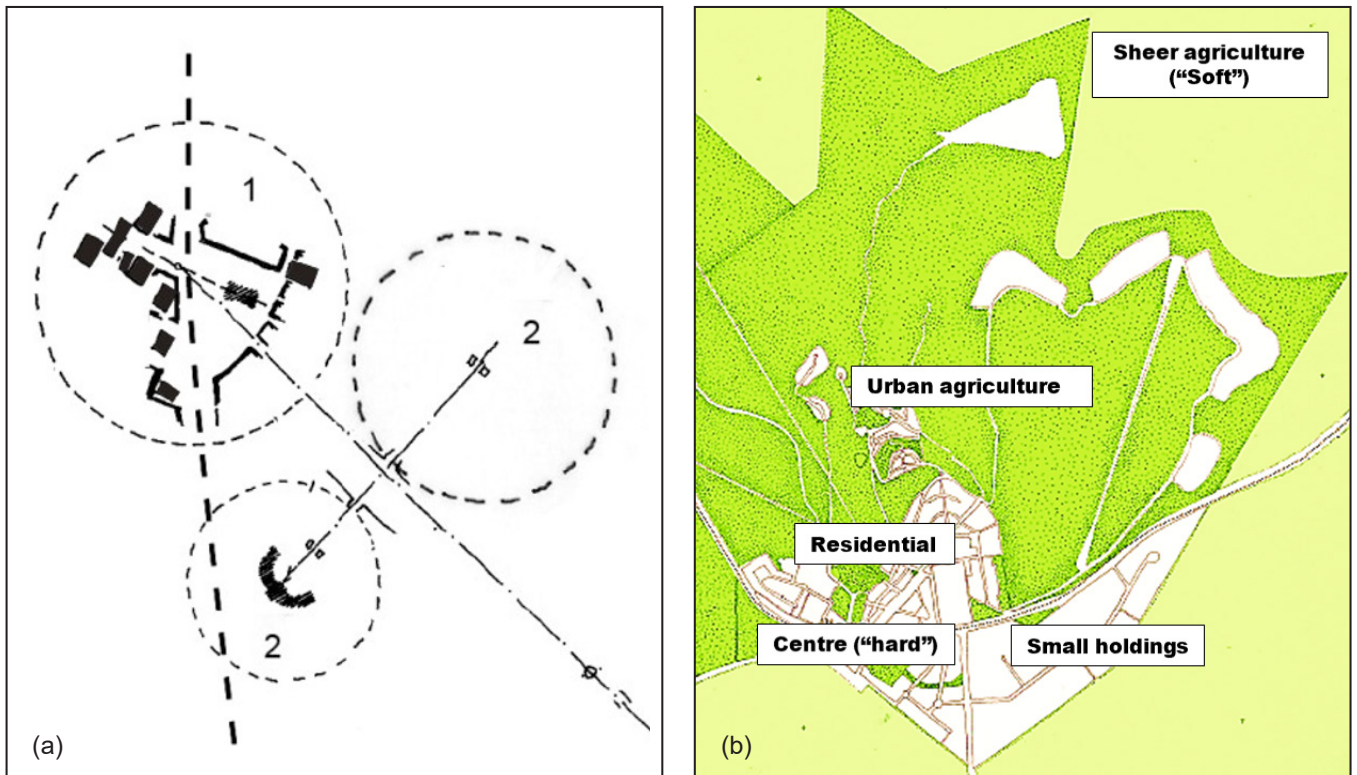 1
2
2
(a)
Sheer agriculture
(“Soft”)
Urban agriculture
Residential
Centre (“hard”)
Small holdings
(b)